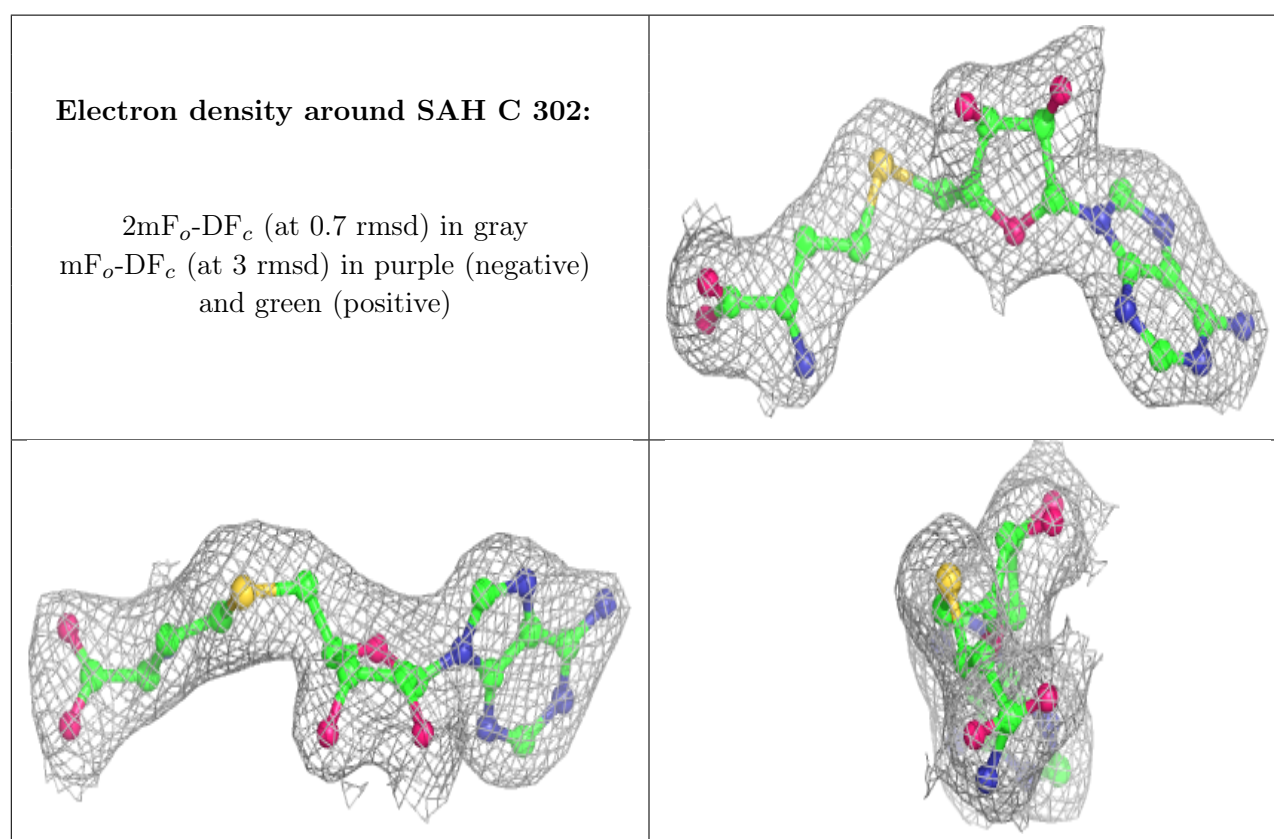 Electron density around SAH C 302:
2mFo-DFc (at 0.7 rmsd) in gray
mFo-DFc (at 3 rmsd) in purple (negative)
and green (positive)